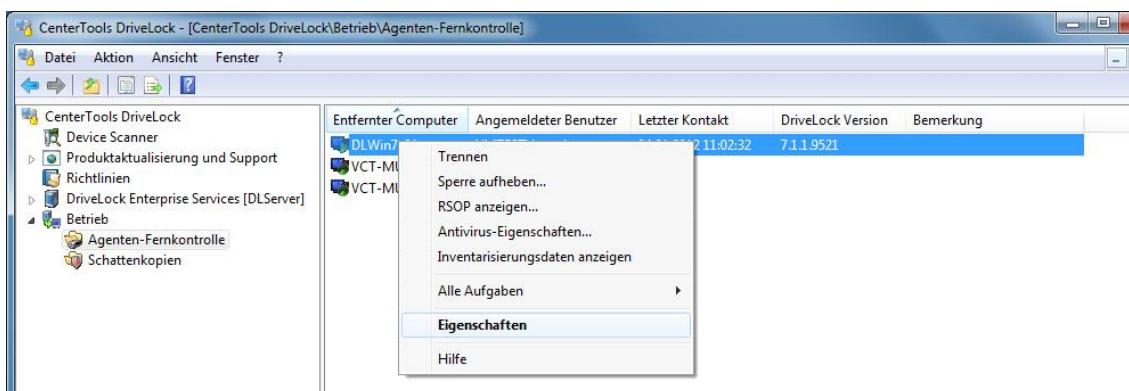 CenterTools DriveLock - [CenterTools DriveLock\Betrieb\Agenten-Fernkontrolle]
Datei Aktion Ansicht Fenster ?
CenterTools DriveLock
Device Scanner
Produktaktualisierung und Support
Richtlinien
DriveLock Enterprise Services [DLServer]
Betrieb
Agenten-Fernkontrolle
Schattenkopien
Entfernter Computer Angemeldeter Benutzer Letzter Kontakt DriveLock Version Bemerkung
11:02:32 7.1.1.9521
Trennen
Sperre aufheben...
RSOP anzeigen...
Antivirus-Eigenschaften...
Inventarisierungsdaten anzeigen
Alle Aufgaben
Eigenschaften
Hilfe